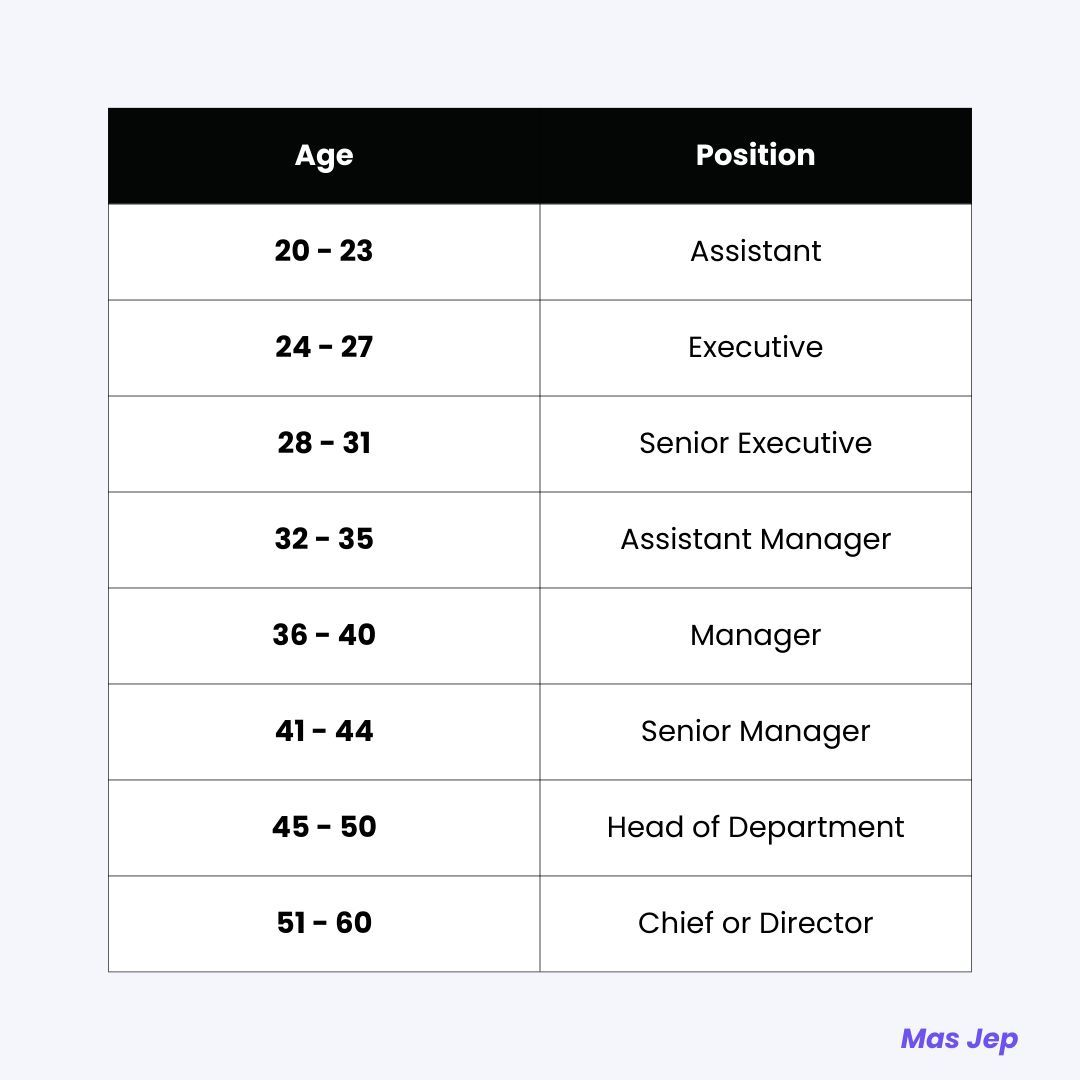 Age Position
20 – 23 Assistant
24 – 27 Executive
28 – 31 Senior Executive
32 – 35 Assistant Manager
36 – 40 Manager
41 – 44 Senior Manager
45 – 50 Head of Department
51 – 60 Chief or Director
Mas Jep